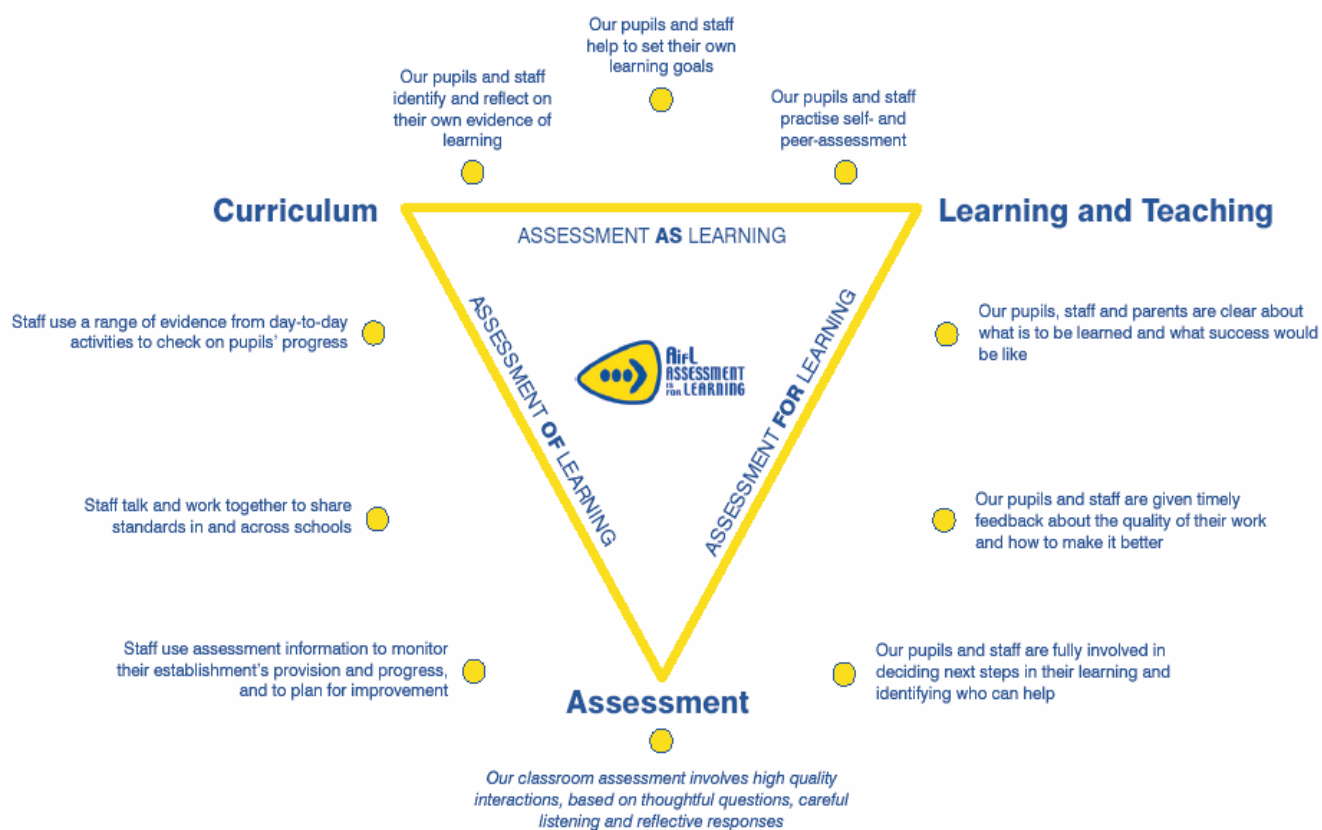 Our pupils and staff
help to set their own
learning goals
Our pupils and staff
identify and reflect on
their own evidence of
learning
Our pupils and staff
practise self- and
peer-assessment
Curriculum
Learning and Teaching
ASSESSMENT AS LEARNING
ASSESSMENT OF LEARNING
ASSESSMENT FOR LEARNING
AifL
ASSESSMENT
IS
FOR LEARNING
Staff use a range of evidence from day-to-day
activities to check on pupils' progress
Our pupils, staff and parents are clear about
what is to be learned and what success would
be like
Staff talk and work together to share
standards in and across schools
Our pupils and staff are given timely
feedback about the quality of their work
and how to make it better
Staff use assessment information to monitor
their establishment's provision and progress,
and to plan for improvement
Our pupils and staff are fully involved in
deciding next steps in their learning and
identifying who can help
Assessment
Our classroom assessment involves high quality
interactions, based on thoughtful questions, careful
listening and reflective responses